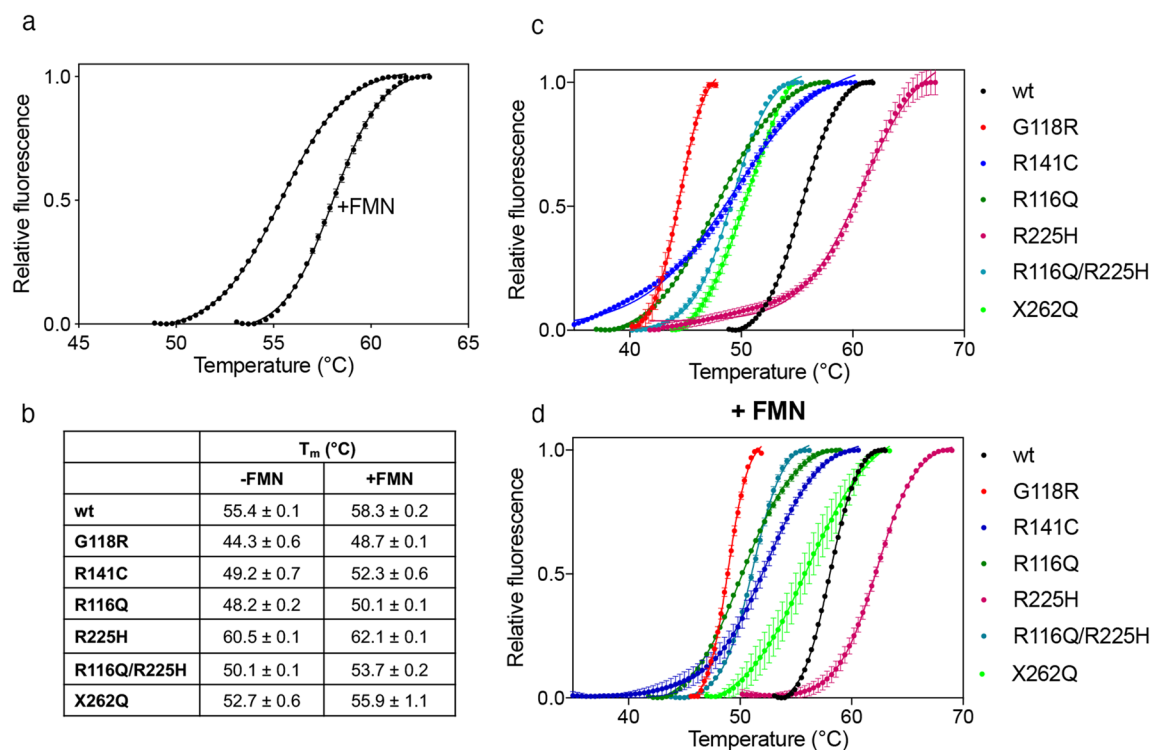 a
Relative fluorescence
1.0
0.5
0.0
+FMN
45 50 55 60 65
Temperature (°C)
b
Tm (°C)
-FMN +FMN
wt 55.4 ± 0.1 58.3 ± 0.2
G118R 44.3 ± 0.6 48.7 ± 0.1
R141C 49.2 ± 0.7 52.3 ± 0.6
R116Q 48.2 ± 0.2 50.1 ± 0.1
R225H 60.5 ± 0.1 62.1 ± 0.1
R116Q/R225H 50.1 ± 0.1 53.7 ± 0.2
X262Q 52.7 ± 0.6 55.9 ± 1.1
c
Relative fluorescence
1.0
0.5
0.0
40 50 60 70
Temperature (°C)
wt
G118R
R141C
R116Q
R225H
R116Q/R225H
X262Q
d
+ FMN
Relative fluorescence
1.0
0.5
0.0
40 50 60 70
Temperature (°C)
wt
G118R
R141C
R116Q
R225H
R116Q/R225H
X262Q